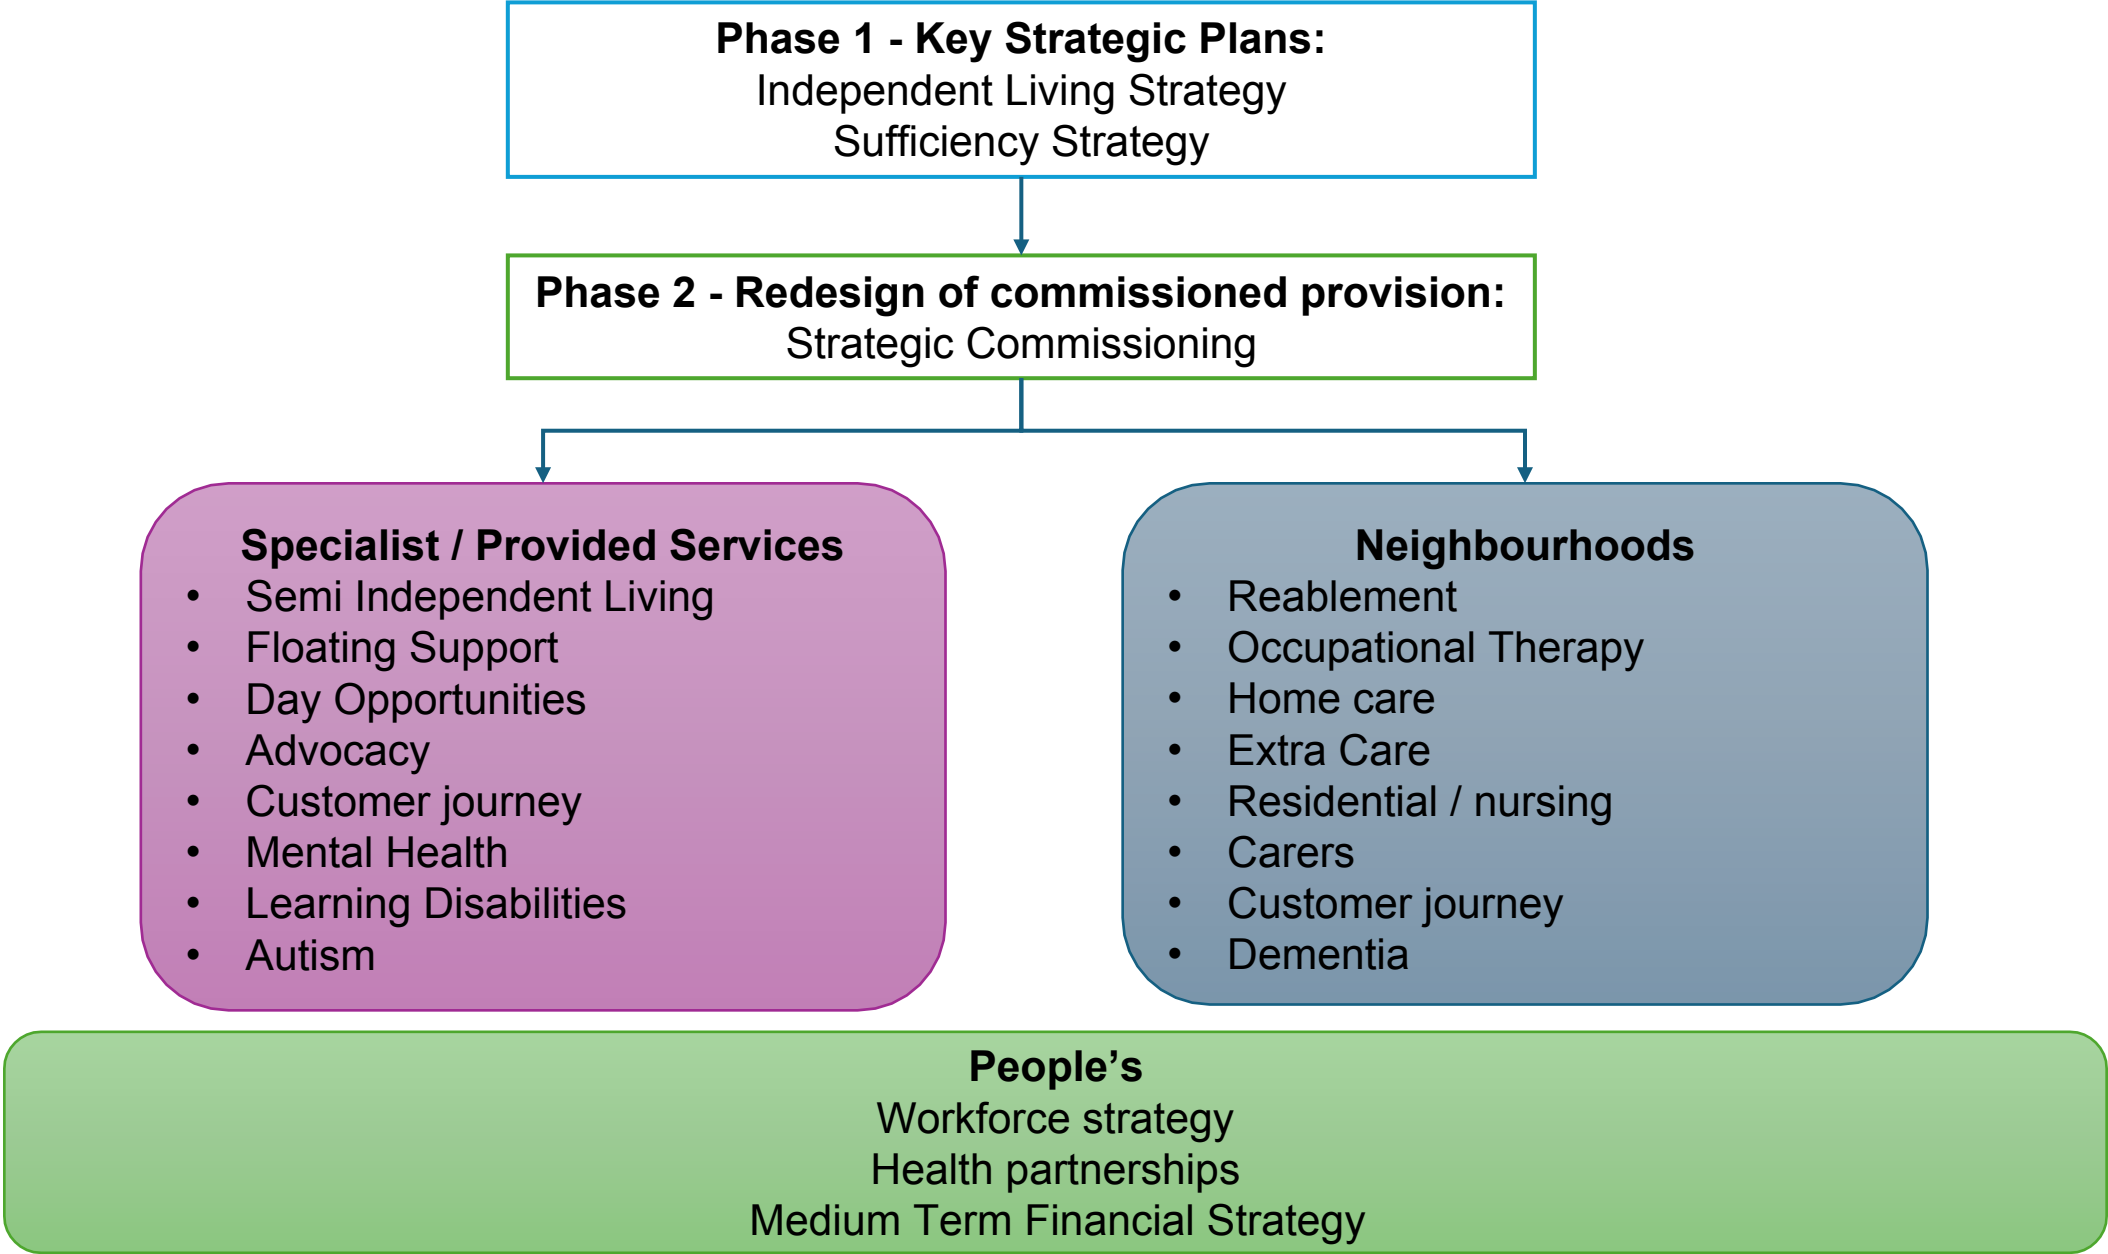 Phase 1 - Key Strategic Plans:
Independent Living Strategy
Sufficiency Strategy
Phase 2 - Redesign of commissioned provision:
Strategic Commissioning
Specialist / Provided Services
• Semi Independent Living
• Floating Support
• Day Opportunities
• Advocacy
• Customer journey
• Mental Health
• Learning Disabilities
• Autism
Neighbourhoods
• Reablement
• Occupational Therapy
• Home care
• Extra Care
• Residential / nursing
• Carers
• Customer journey
• Dementia
People’s
Workforce strategy
Health partnerships
Medium Term Financial Strategy